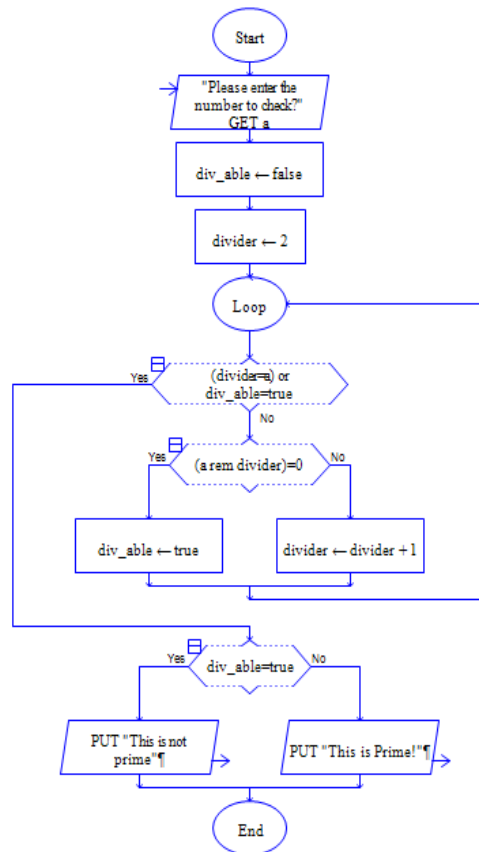 Start
"Please enter the
number to check?"
GET a
div_able ← false
divider ← 2
Loop
(divider=a) or
div_able=true
Yes
No
(a rem divider)=0
Yes
No
div_able ← true
divider ← divider + 1
div_able=true
Yes
No
PUT "This is not
prime"¶
PUT "This is Prime!"¶
End